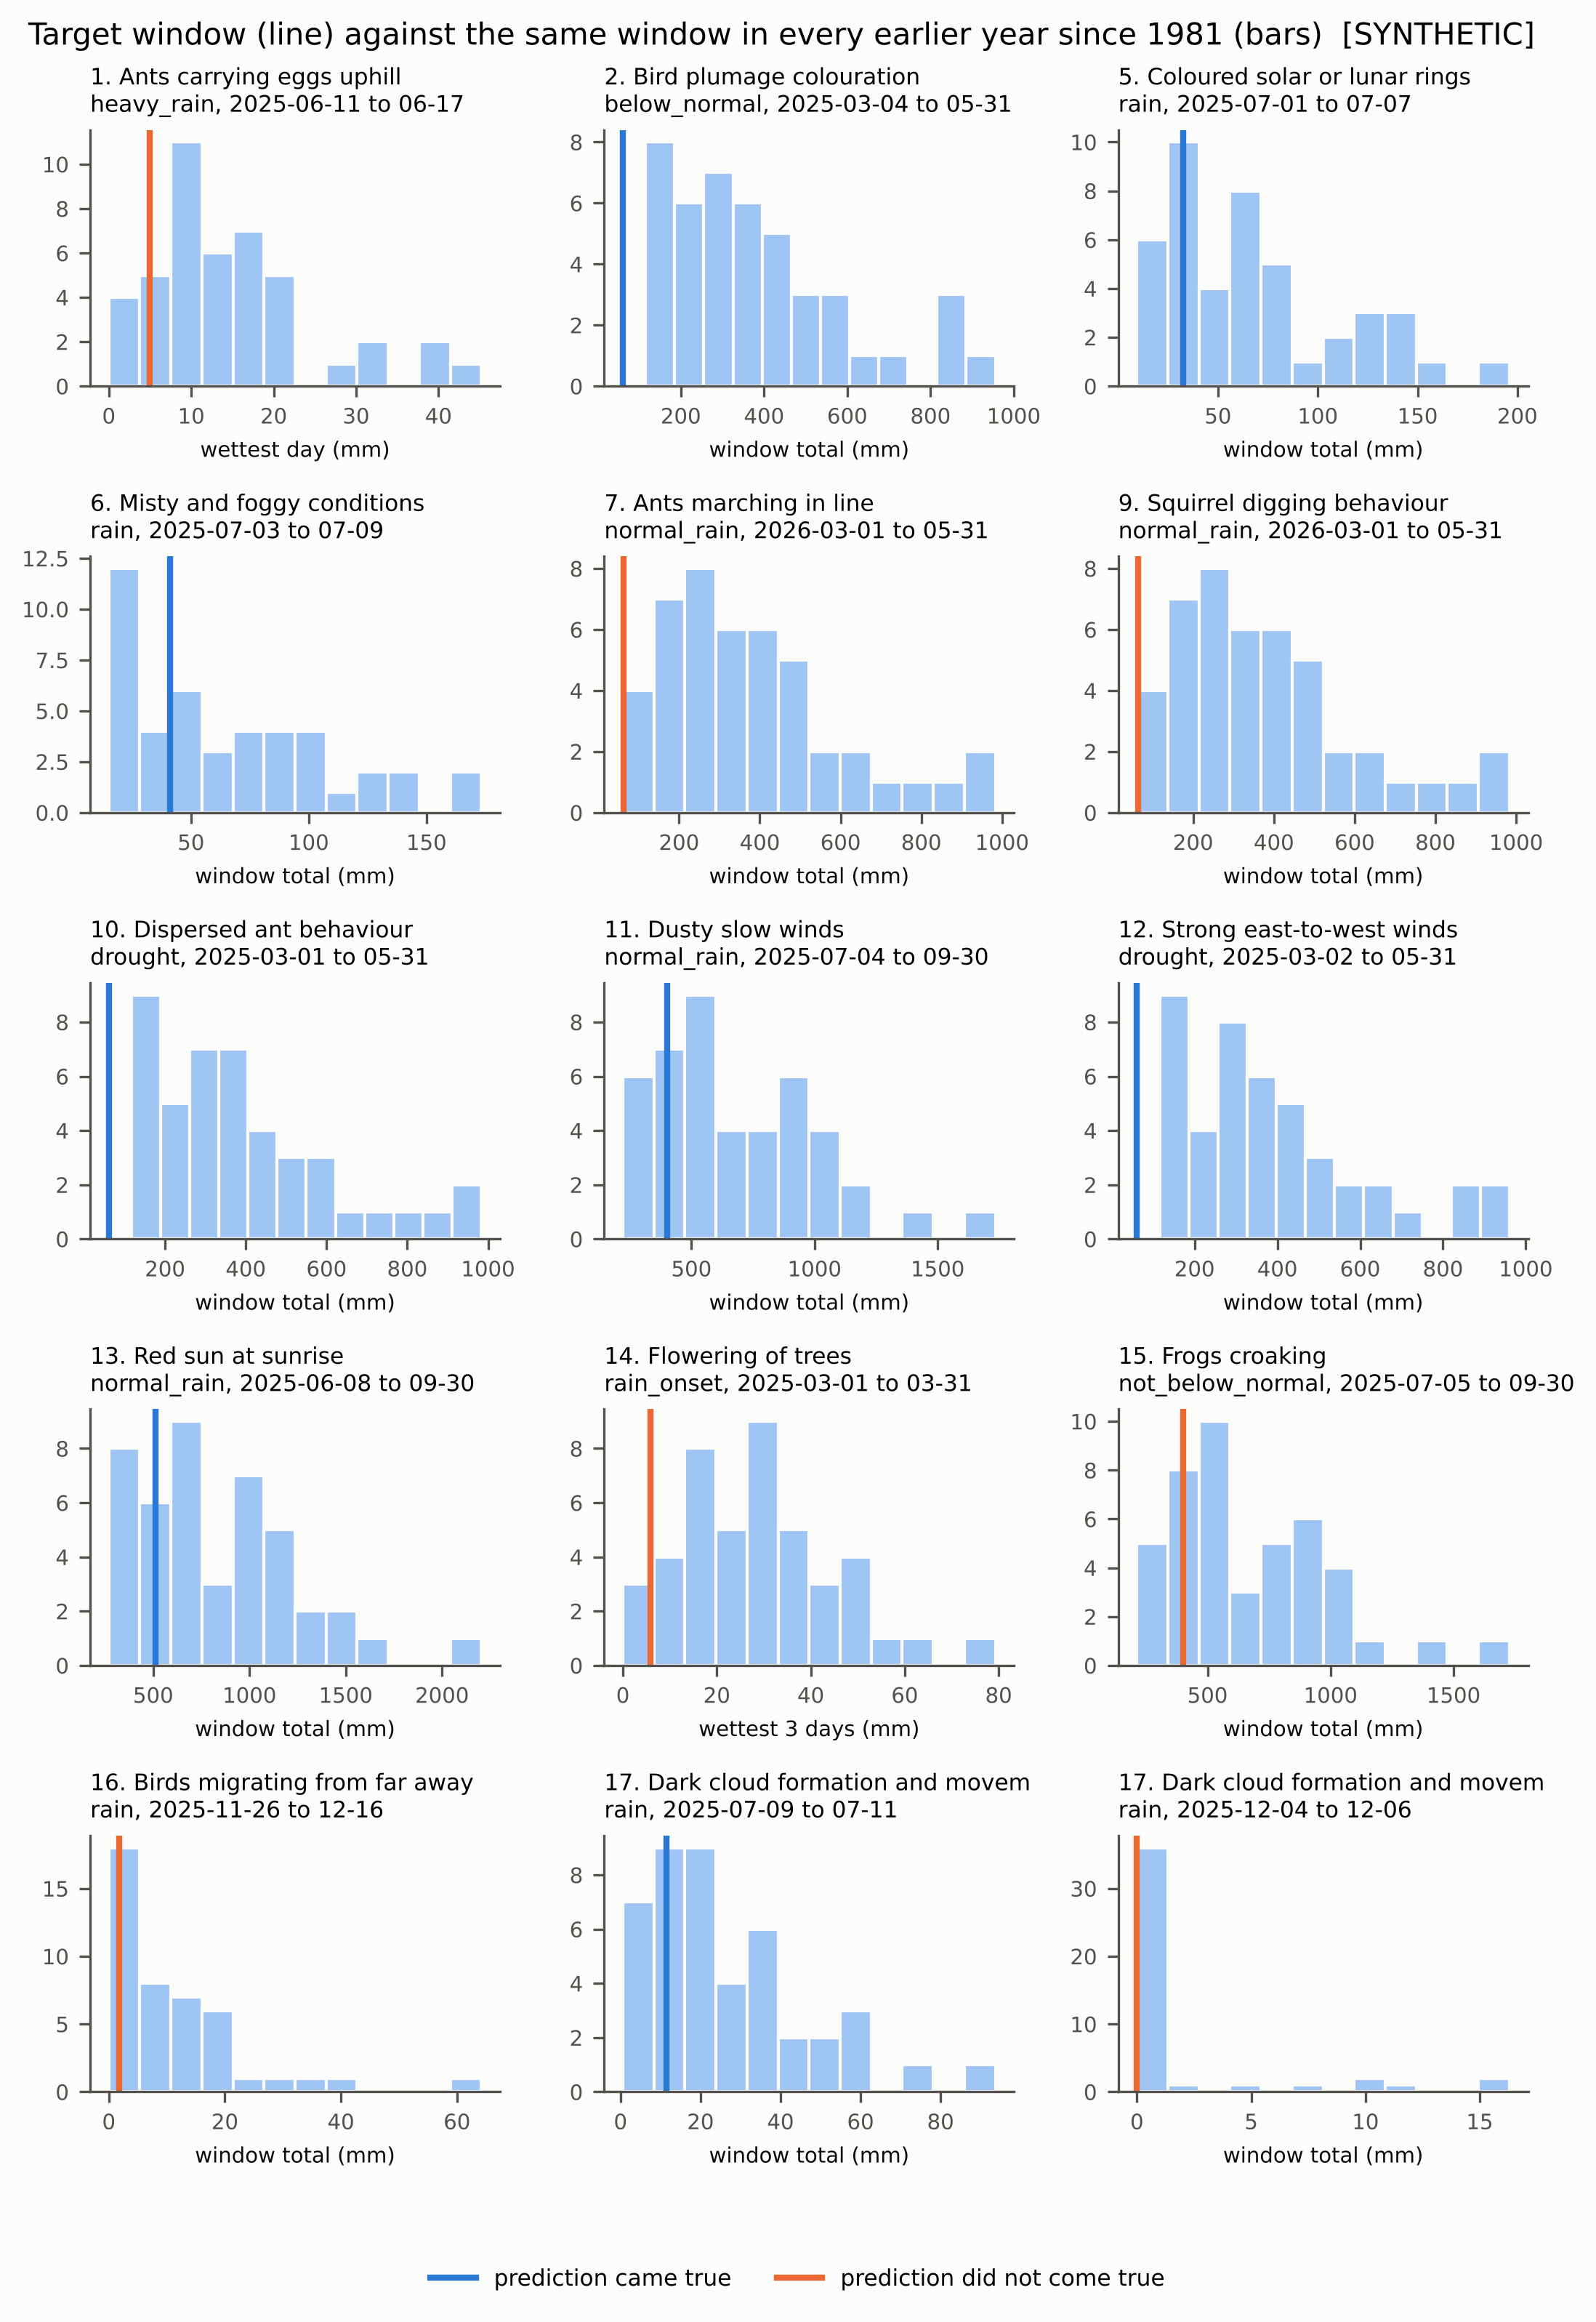 Target window (line) against the same window in every earlier year since 1981 (bars)  [SYNTHETIC]
1. Ants carrying eggs uphill
heavy_rain, 2025-06-11 to 06-17
10
8
6
4
2
0
0 10 20 30 40
wettest day (mm)
2. Bird plumage colouration
below_normal, 2025-03-04 to 05-31
8
6
4
2
0
200 400 600 800 1000
window total (mm)
5. Coloured solar or lunar rings
rain, 2025-07-01 to 07-07
10
8
6
4
2
0
50 100 150 200
window total (mm)
6. Misty and foggy conditions
rain, 2025-07-03 to 07-09
12.5
10.0
7.5
5.0
2.5
0.0
50 100 150
window total (mm)
7. Ants marching in line
normal_rain, 2026-03-01 to 05-31
8
6
4
2
0
200 400 600 800 1000
window total (mm)
9. Squirrel digging behaviour
normal_rain, 2026-03-01 to 05-31
8
6
4
2
0
200 400 600 800 1000
window total (mm)
10. Dispersed ant behaviour
drought, 2025-03-01 to 05-31
8
6
4
2
0
200 400 600 800 1000
window total (mm)
11. Dusty slow winds
normal_rain, 2025-07-04 to 09-30
8
6
4
2
0
500 1000 1500
window total (mm)
12. Strong east-to-west winds
drought, 2025-03-02 to 05-31
8
6
4
2
0
200 400 600 800 1000
window total (mm)
13. Red sun at sunrise
normal_rain, 2025-06-08 to 09-30
8
6
4
2
0
500 1000 1500 2000
window total (mm)
14. Flowering of trees
rain_onset, 2025-03-01 to 03-31
8
6
4
2
0
0 20 40 60 80
wettest 3 days (mm)
15. Frogs croaking
not_below_normal, 2025-07-05 to 09-30
10
8
6
4
2
0
500 1000 1500
window total (mm)
16. Birds migrating from far away
rain, 2025-11-26 to 12-16
15
10
5
0
0 20 40 60
window total (mm)
17. Dark cloud formation and movem
rain, 2025-07-09 to 07-11
8
6
4
2
0
0 20 40 60 80
window total (mm)
17. Dark cloud formation and movem
rain, 2025-12-04 to 12-06
30
20
10
0
0 5 10 15
window total (mm)
prediction came true
prediction did not come true